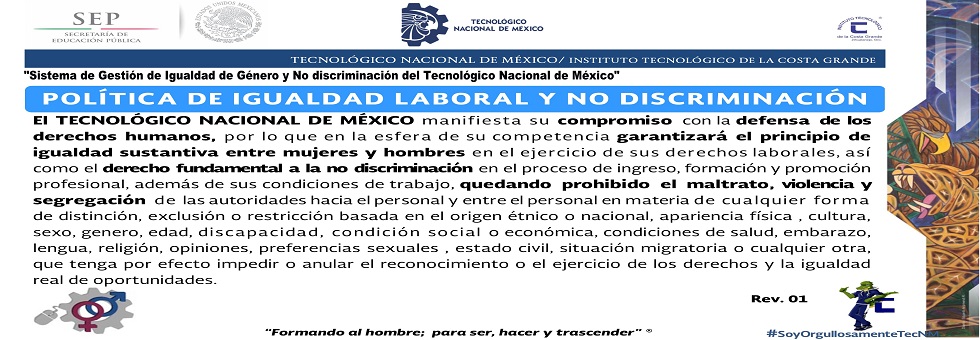 SEP
SECRETARÍA DE
EDUCACIÓN PÚBLICA
TECNOLÓGICO
NACIONAL DE MÉXICO
INSTITUTO TECNOLÓGICO
de la Costa Grande
TECNOLÓGICO NACIONAL DE MÉXICO/ INSTITUTO TECNOLÓGICO DE LA COSTA GRANDE
"Sistema de Gestión de Igualdad de Género y No discriminación del Tecnológico Nacional de México"
POLÍTICA DE IGUALDAD LABORAL Y NO DISCRIMINACIÓN
El TECNOLÓGICO NACIONAL DE MÉXICO manifiesta su compromiso con la defensa de los
derechos humanos, por lo que en la esfera de su competencia garantizará el principio de
igualdad sustantiva entre mujeres y hombres en el ejercicio de sus derechos laborales, así
como el derecho fundamental a la no discriminación en el proceso de ingreso, formación y promoción
profesional, además de sus condiciones de trabajo, quedando prohibido el maltrato, violencia y
segregación de las autoridades hacia el personal y entre el personal en materia de cualquier forma
de distinción, exclusión o restricción basada en el origen étnico o nacional, apariencia física , cultura,
sexo, genero, edad, discapacidad, condición social o económica, condiciones de salud, embarazo,
lengua, religión, opiniones, preferencias sexuales , estado civil, situación migratoria o cualquier otra,
que tenga por efecto impedir o anular el reconocimiento o el ejercicio de los derechos y la igualdad
real de oportunidades.
Rev. 01
"Formando al hombre; para ser, hacer y trascender" ®
#SoyOrgullosamenteTecNM